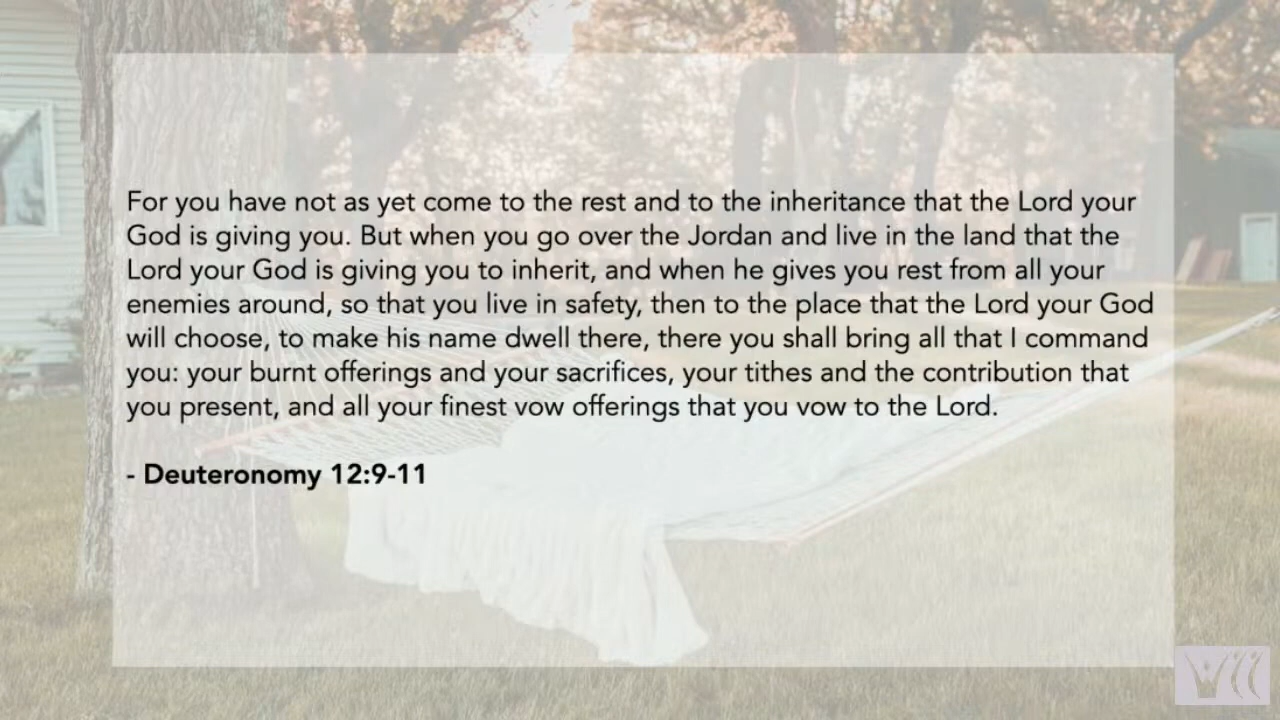 For you have not as yet come to the rest and to the inheritance that the Lord your
God is giving you. But when you go over the Jordan and live in the land that the
Lord your God is giving you to inherit, and when he gives you rest from all your
enemies around, so that you live in safety, then to the place that the Lord your God
will choose, to make his name dwell there, there you shall bring all that I command
you: your burnt offerings and your sacrifices, your tithes and the contribution that
you present, and all your finest vow offerings that you vow to the Lord.
- Deuteronomy 12:9-11